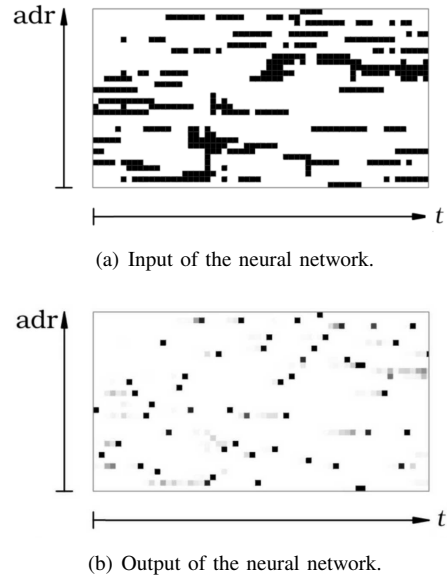 adr
t
(a) Input of the neural network.
adr
t
(b) Output of the neural network.